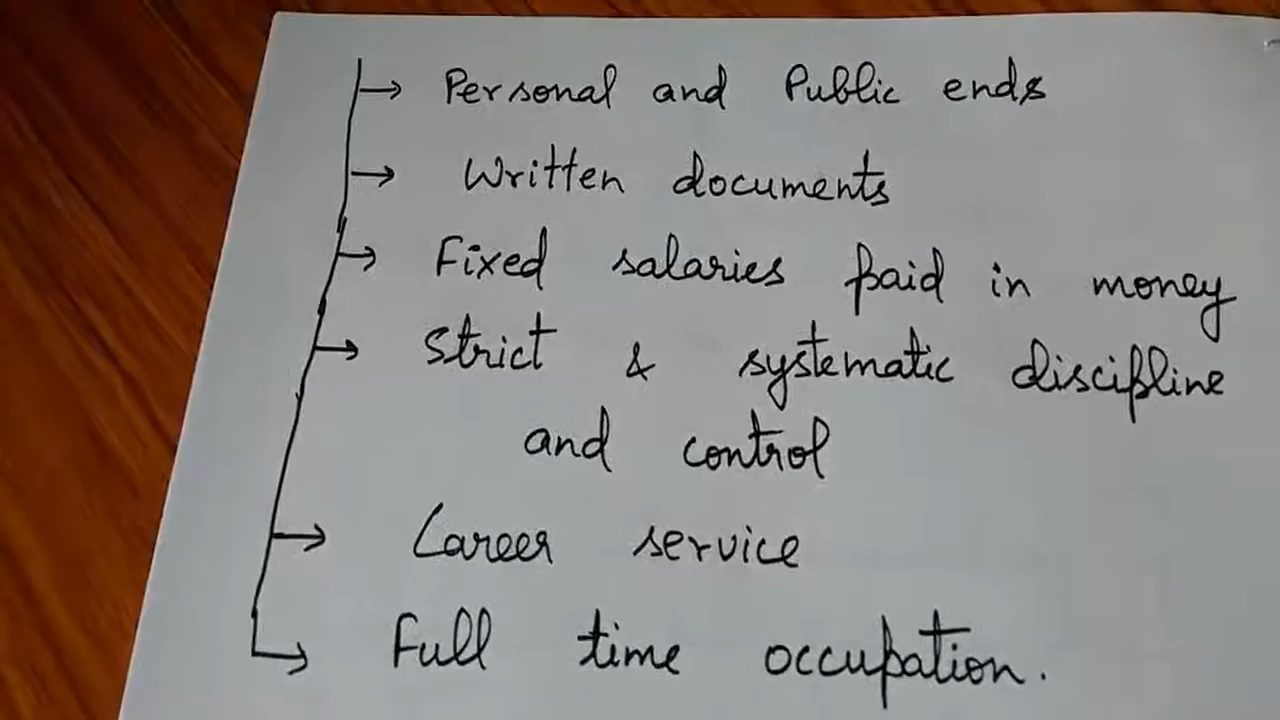 Personal and Public ends
Written documents
Fixed salaries paid in money
Strict & systematic discipline
and control
Career service
Full time occupation.